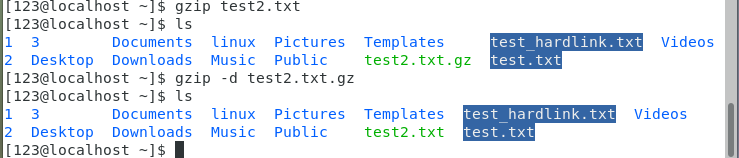 [123@localhost ~]$ gzip test2.txt
[123@localhost ~]$ ls
1  3        Documents  linux  Pictures  Templates     test_hardlink.txt  Videos
2  Desktop  Downloads  Music  Public    test2.txt.gz  test.txt
[123@localhost ~]$ gzip -d test2.txt.gz
[123@localhost ~]$ ls
1  3        Documents  linux  Pictures  Templates  test_hardlink.txt  Videos
2  Desktop  Downloads  Music  Public    test2.txt  test.txt
[123@localhost ~]$